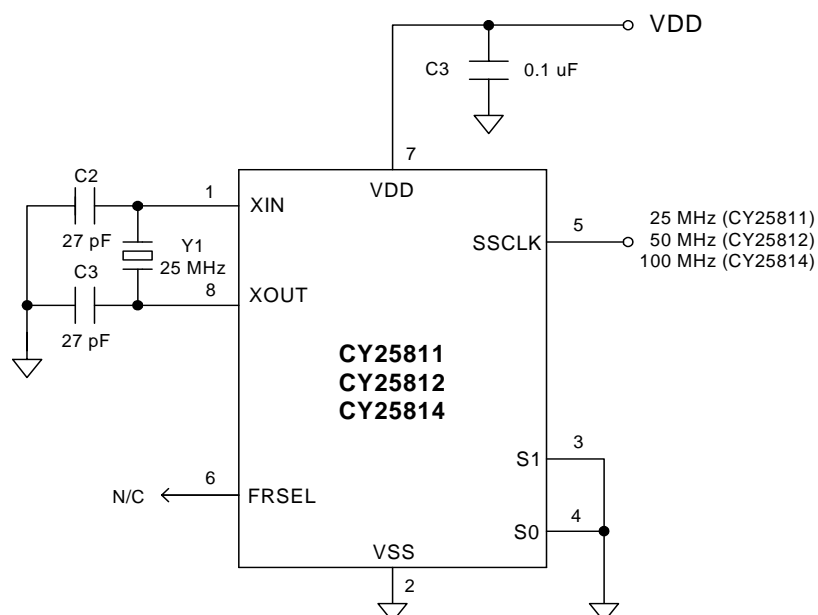 VDD
C3
0.1 uF
7
C2
1
VDD
XIN
27 pF
Y1
25 MHz
C3
8
XOUT
27 pF
SSCLK
5
25 MHz (CY25811)
50 MHz (CY25812)
100 MHz (CY25814)
CY25811
CY25812
CY25814
S1
3
N/C
6
FRSEL
S0
4
VSS
2